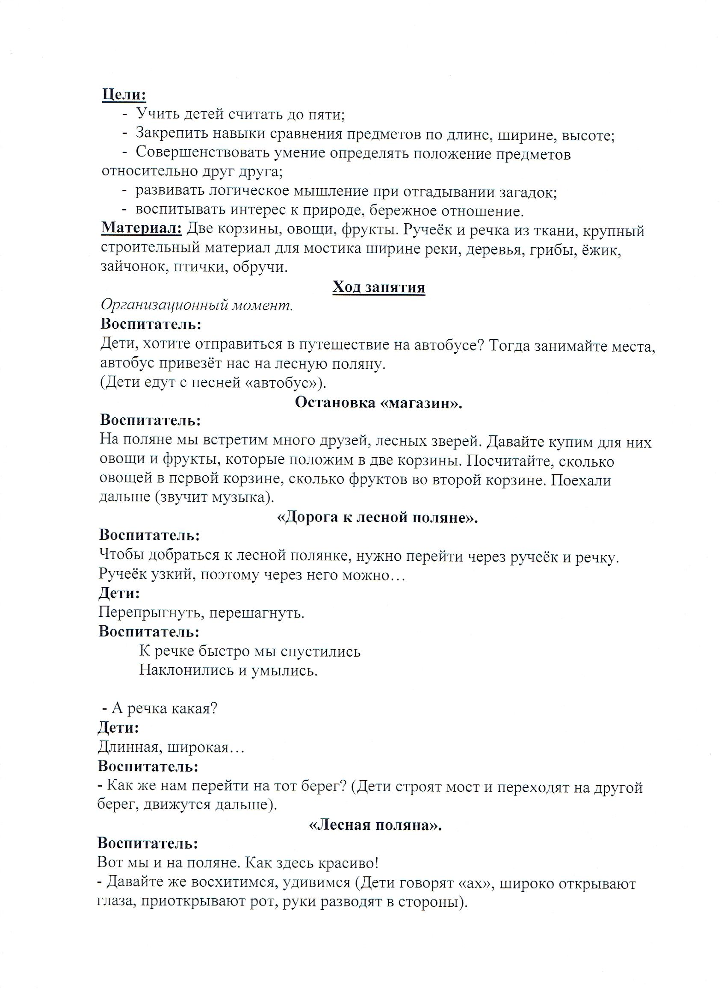 Цели:
- Учить детей считать до пяти;
- Закрепить навыки сравнения предметов по длине, ширине, высоте;
- Совершенствовать умение определять положение предметов
относительно друг друга;
- развивать логическое мышление при отгадывании загадок;
- воспитывать интерес к природе, бережное отношение.
Материал: Две корзины, овощи, фрукты. Ручеёк и речка из ткани, крупный
строительный материал для мостика ширине реки, деревья, грибы, ёжик,
зайчонок, птички, обручи.
Ход занятия
Организационный момент.
Воспитатель:
Дети, хотите отправиться в путешествие на автобусе? Тогда занимайте места,
автобус привезёт нас на лесную поляну.
(Дети едут с песней «автобус»).
Остановка «магазин».
Воспитатель:
На поляне мы встретим много друзей, лесных зверей. Давайте купим для них
овощи и фрукты, которые положим в две корзины. Посчитайте, сколько
овощей в первой корзине, сколько фруктов во второй корзине. Поехали
дальше (звучит музыка).
«Дорога к лесной поляне».
Воспитатель:
Чтобы добраться к лесной полянке, нужно перейти через ручеёк и речку.
Ручеёк узкий, поэтому через него можно…
Дети:
Перепрыгнуть, перешагнуть.
Воспитатель:
К речке быстро мы спустились
Наклонились и умылись.
- А речка какая?
Дети:
Длинная, широкая…
Воспитатель:
- Как же нам перейти на тот берег? (Дети строят мост и переходят на другой
берег, движутся дальше).
«Лесная поляна».
Воспитатель:
Вот мы и на поляне. Как здесь красиво!
- Давайте же восхитимся, удивимся (Дети говорят «ах», широко открывают
глаза, приоткрывают рот, руки разводят в стороны).